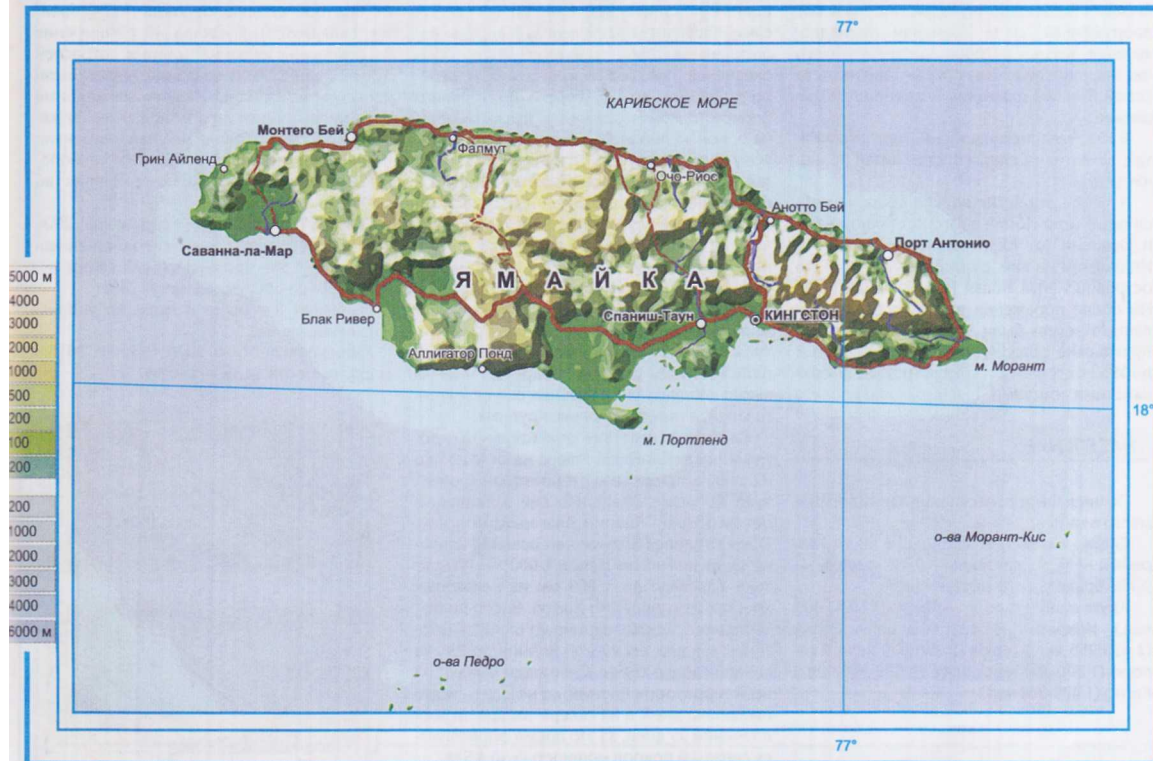 77°
КАРИБСКОЕ МОРЕ
Монтего Бей
Фалмут
Грин Айленд
Очо-Риос
Анотто Бей
Саванна-ла-Мар
Порт Антонио
ЯМАЙКА
Блак Ривер
Спаниш-Таун
КИНГСТОН
Аллигатор Понд
м. Морант
18°
м. Портленд
о-ва Морант-Кис
о-ва Педро
77°
5000 м
4000
3000
2000
1000
500
200
100
200
200
1000
2000
3000
4000
6000 м